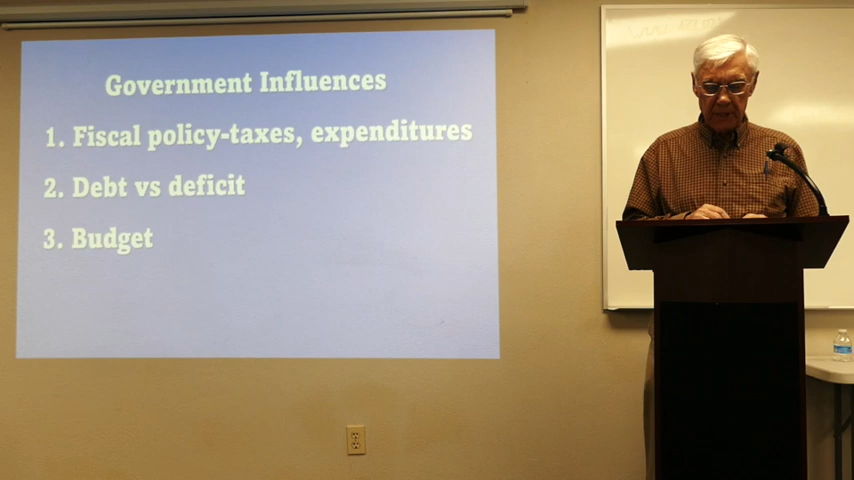 Government Influences
1. Fiscal policy-taxes, expenditures
2. Debt vs deficit
3. Budget